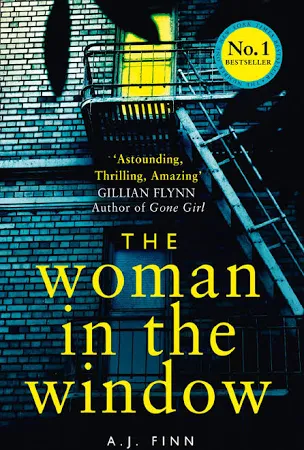 No. 1
BESTSELLER
'Astounding,
Thrilling, Amazing'
GILLIAN FLYNN
Author of Gone Girl
THE
woman
in the
window
A.J. FINN